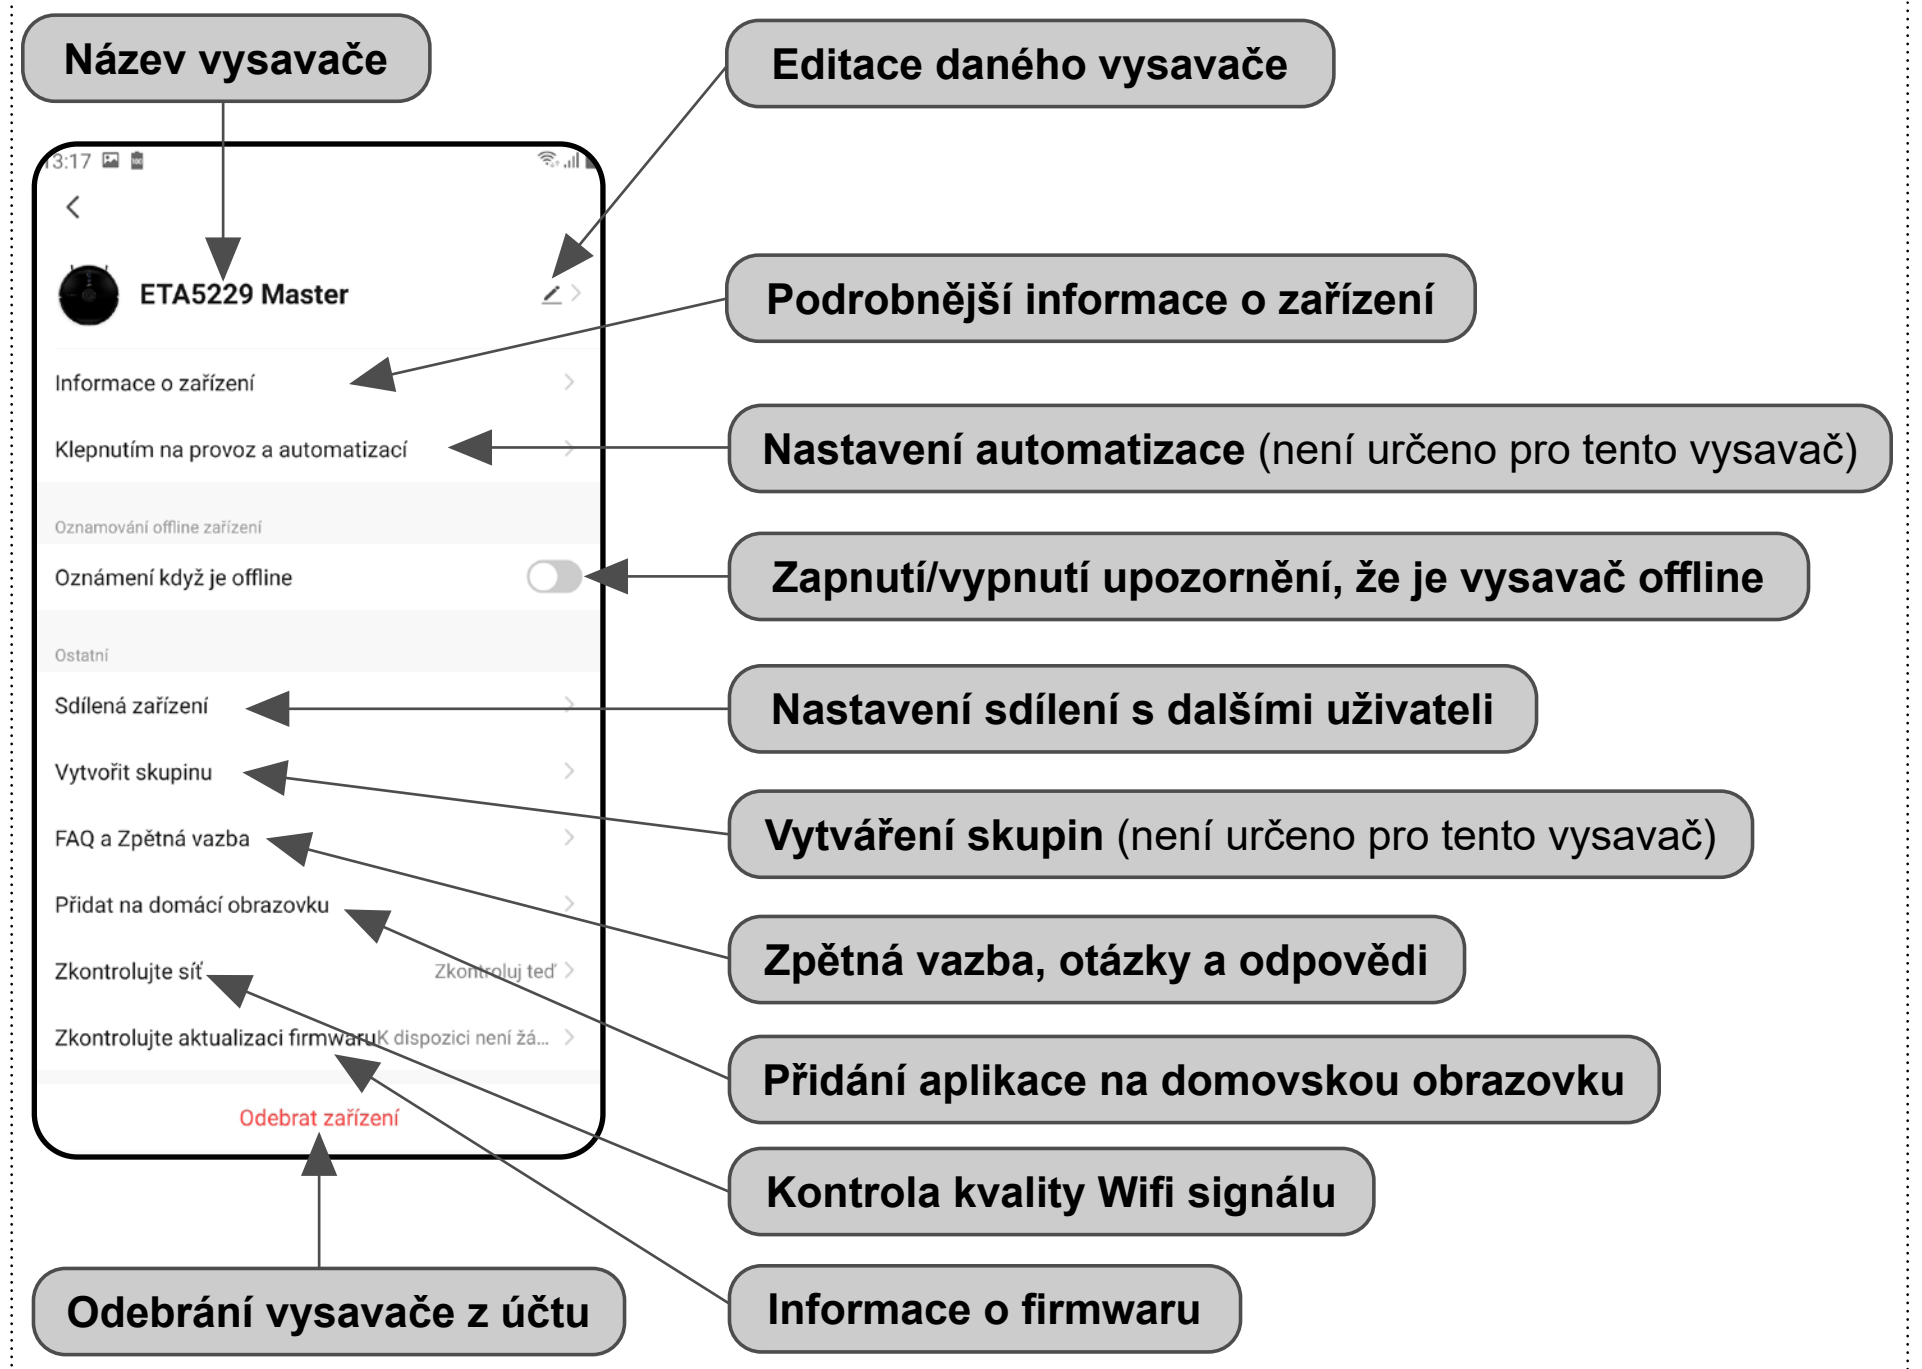 Název vysavače
Editace daného vysavače
13:17
ETA5229 Master
Podrobnější informace o zařízení
Informace o zařízení
Klepnutím na provoz a automatizací
Nastavení automatizace (není určeno pro tento vysavač)
Oznamování offline zařízení
Oznámení když je offline
Zapnutí/vypnutí upozornění, že je vysavač offline
Ostatní
Sdílená zařízení
Nastavení sdílení s dalšími uživateli
Vytvořit skupinu
Vytváření skupin (není určeno pro tento vysavač)
FAQ a Zpětná vazba
Přidat na domácí obrazovku
Zpětná vazba, otázky a odpovědi
Zkontrolujte síť Zkontroluj teď
Zkontrolujte aktualizaci firmwaruK dispozici není žá...
Přidání aplikace na domovskou obrazovku
Odebrat zařízení
Kontrola kvality Wifi signálu
Odebrání vysavače z účtu
Informace o firmwaru